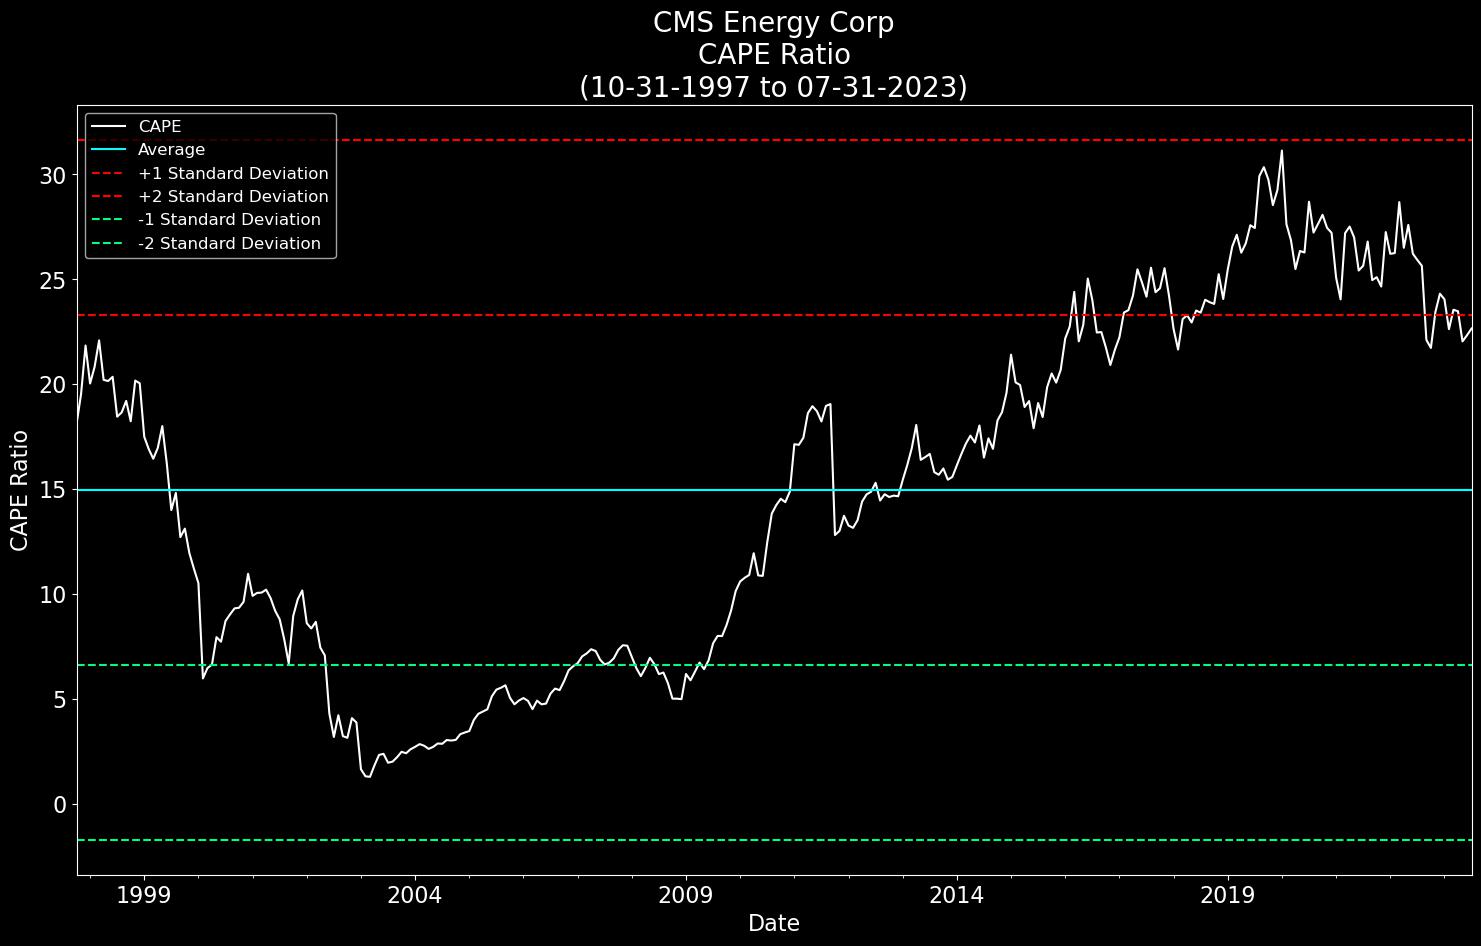 CMS Energy Corp
CAPE Ratio
(10-31-1997 to 07-31-2023)
CAPE
Average
+1 Standard Deviation
+2 Standard Deviation
-1 Standard Deviation
-2 Standard Deviation
CAPE Ratio
30
25
20
15
10
5
0
1999 2004 2009 2014 2019
Date